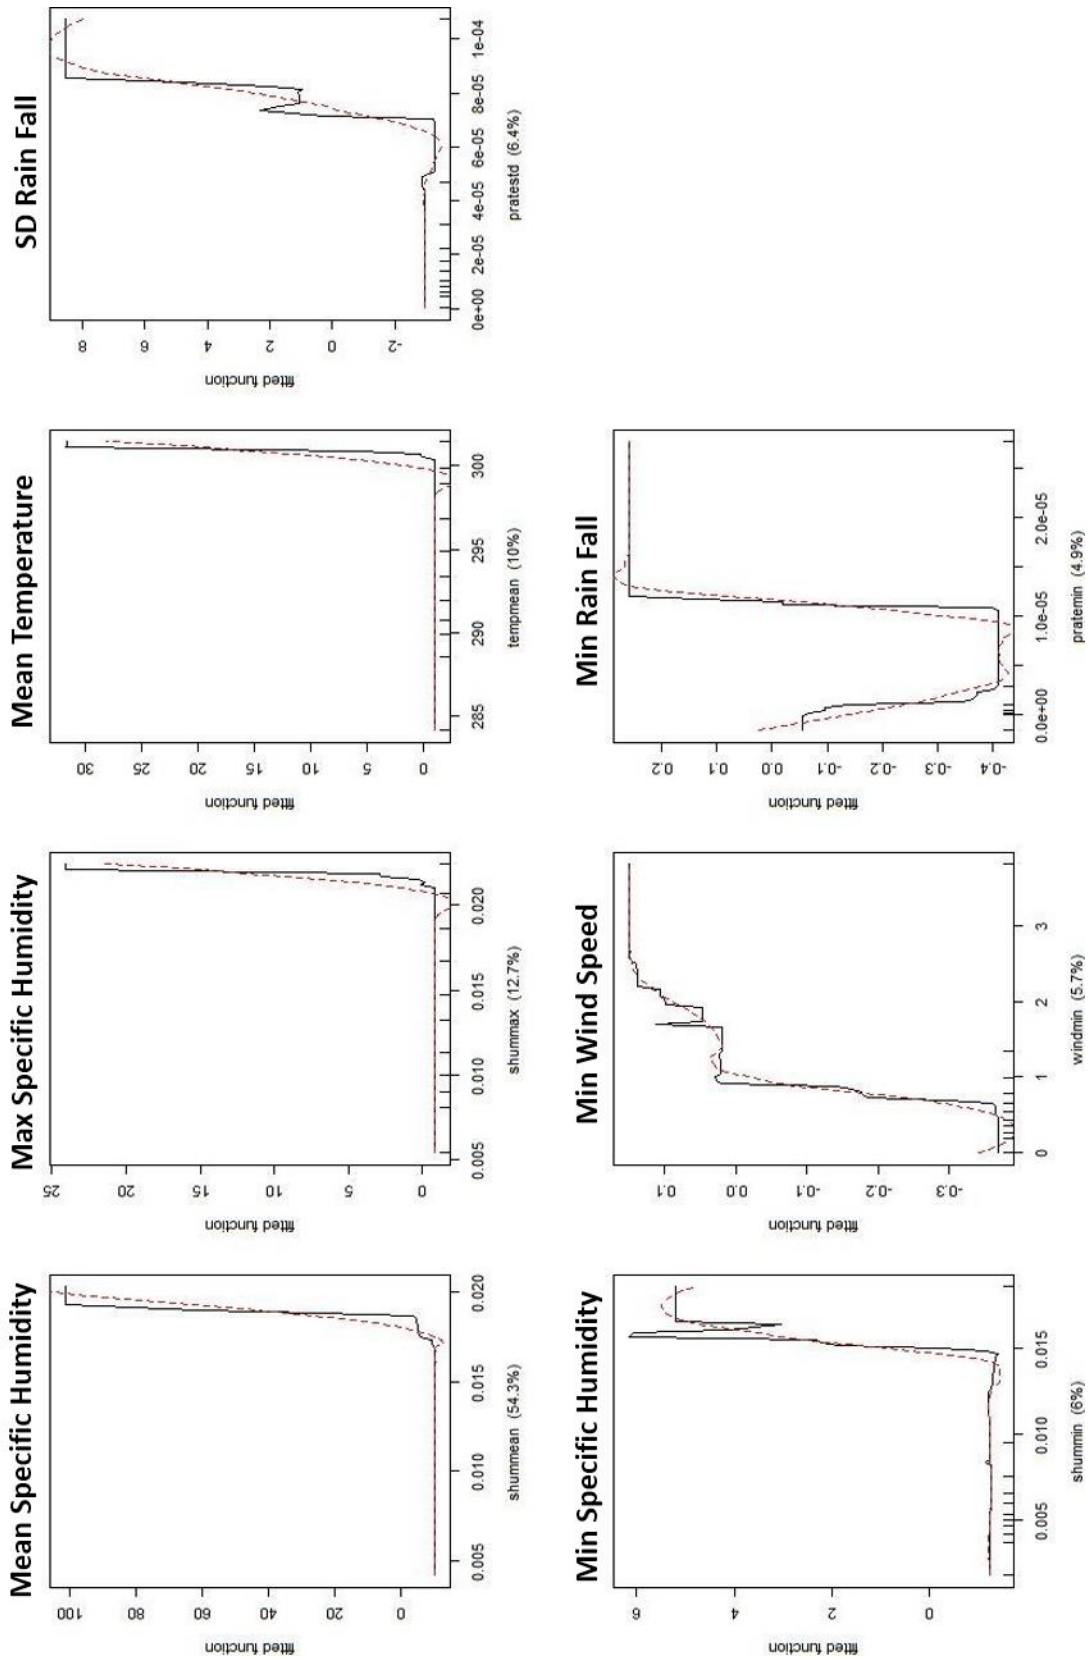 Mean Specific Humidity
fitted function
100
80
60
40
20
0
0.005 0.010 0.015 0.020
shummean (54.3%)
Max Specific Humidity
fitted function
25
20
15
10
5
0
0.005 0.010 0.015 0.020
shummax (12.7%)
Mean Temperature
fitted function
30
25
20
15
10
5
0
285 290 295 300
tempmean (10%)
SD Rain Fall
fitted function
8
6
4
2
0
-2
0e+00 2e-05 4e-05 6e-05 8e-05 1e-04
pratestd (6.4%)
Min Specific Humidity
fitted function
6
4
2
0
0.005 0.010 0.015
shummin (6%)
Min Wind Speed
fitted function
0.1
0.0
-0.1
-0.2
-0.3
0 1 2 3
windmin (5.7%)
Min Rain Fall
fitted function
0.2
0.1
0.0
-0.1
-0.2
-0.3
-0.4
0.0e+00 1.0e-05 2.0e-05
pratemin (4.9%)